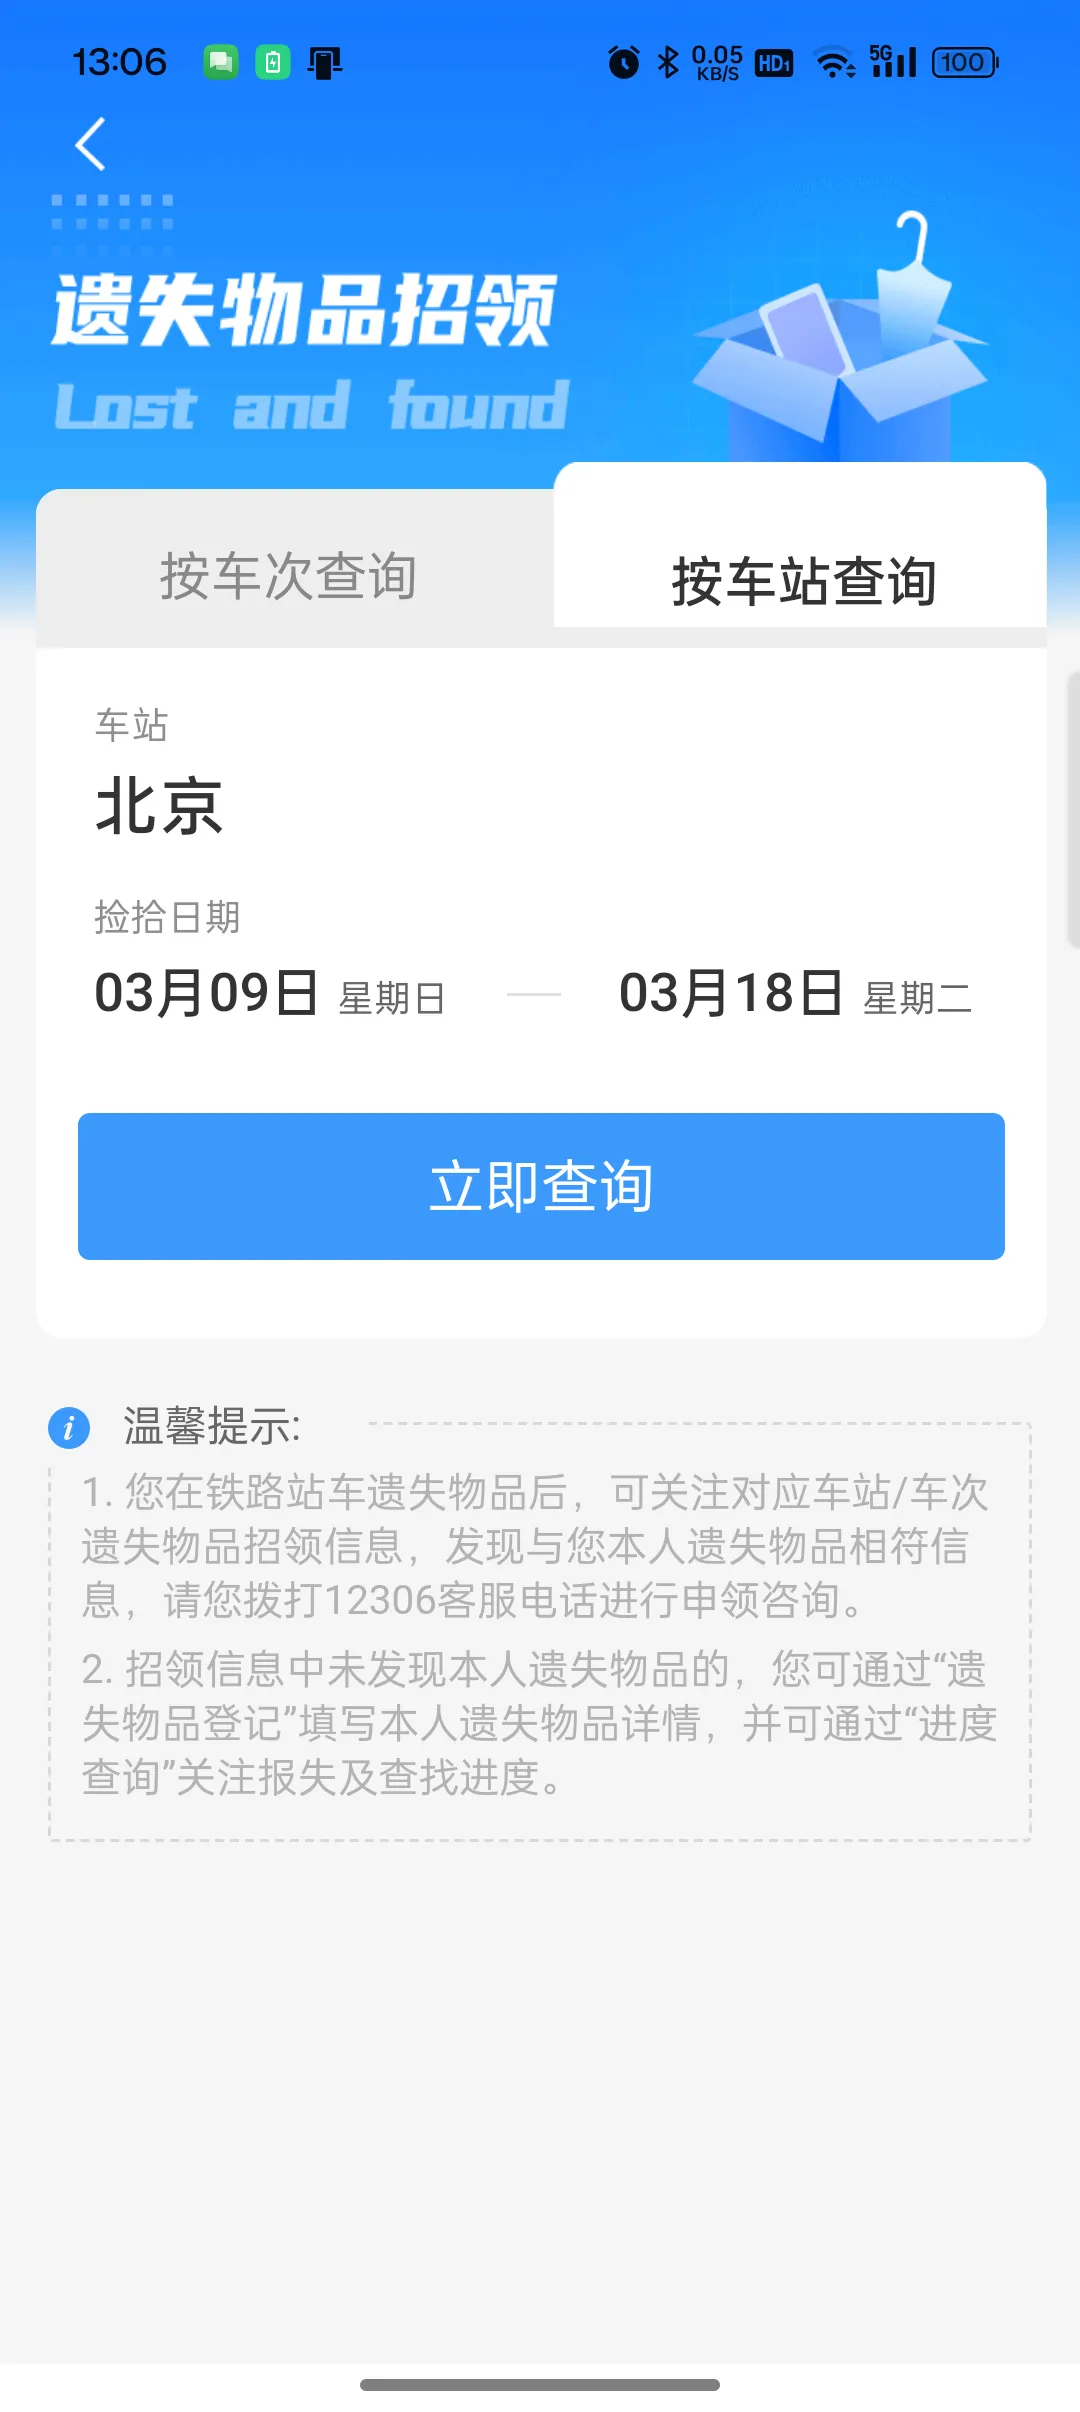 13:06
0.05
KB/S
HD1
5G
100
遗失物品招领
Lost and found
按车次查询
按车站查询
车站
北京
捡拾日期
03月09日 星期日 — 03月18日 星期二
立即查询
i 温馨提示:
1. 您在铁路站车遗失物品后，可关注对应车站/车次
遗失物品招领信息，发现与您本人遗失物品相符信
息，请您拨打12306客服电话进行申领咨询。
2. 招领信息中未发现本人遗失物品的，您可通过“遗
失物品登记”填写本人遗失物品详情，并可通过“进度
查询”关注报失及查找进度。